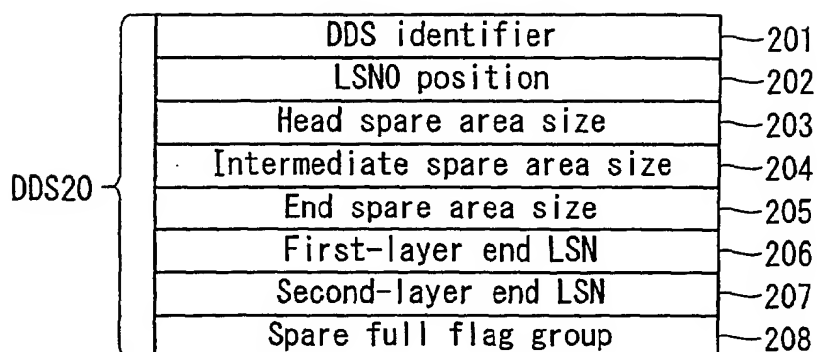 DDS identifier 201
LSN0 position 202
Head spare area size 203
Intermediate spare area size 204
DDS20
End spare area size 205
First-layer end LSN 206
Second-layer end LSN 207
Spare full flag group 208